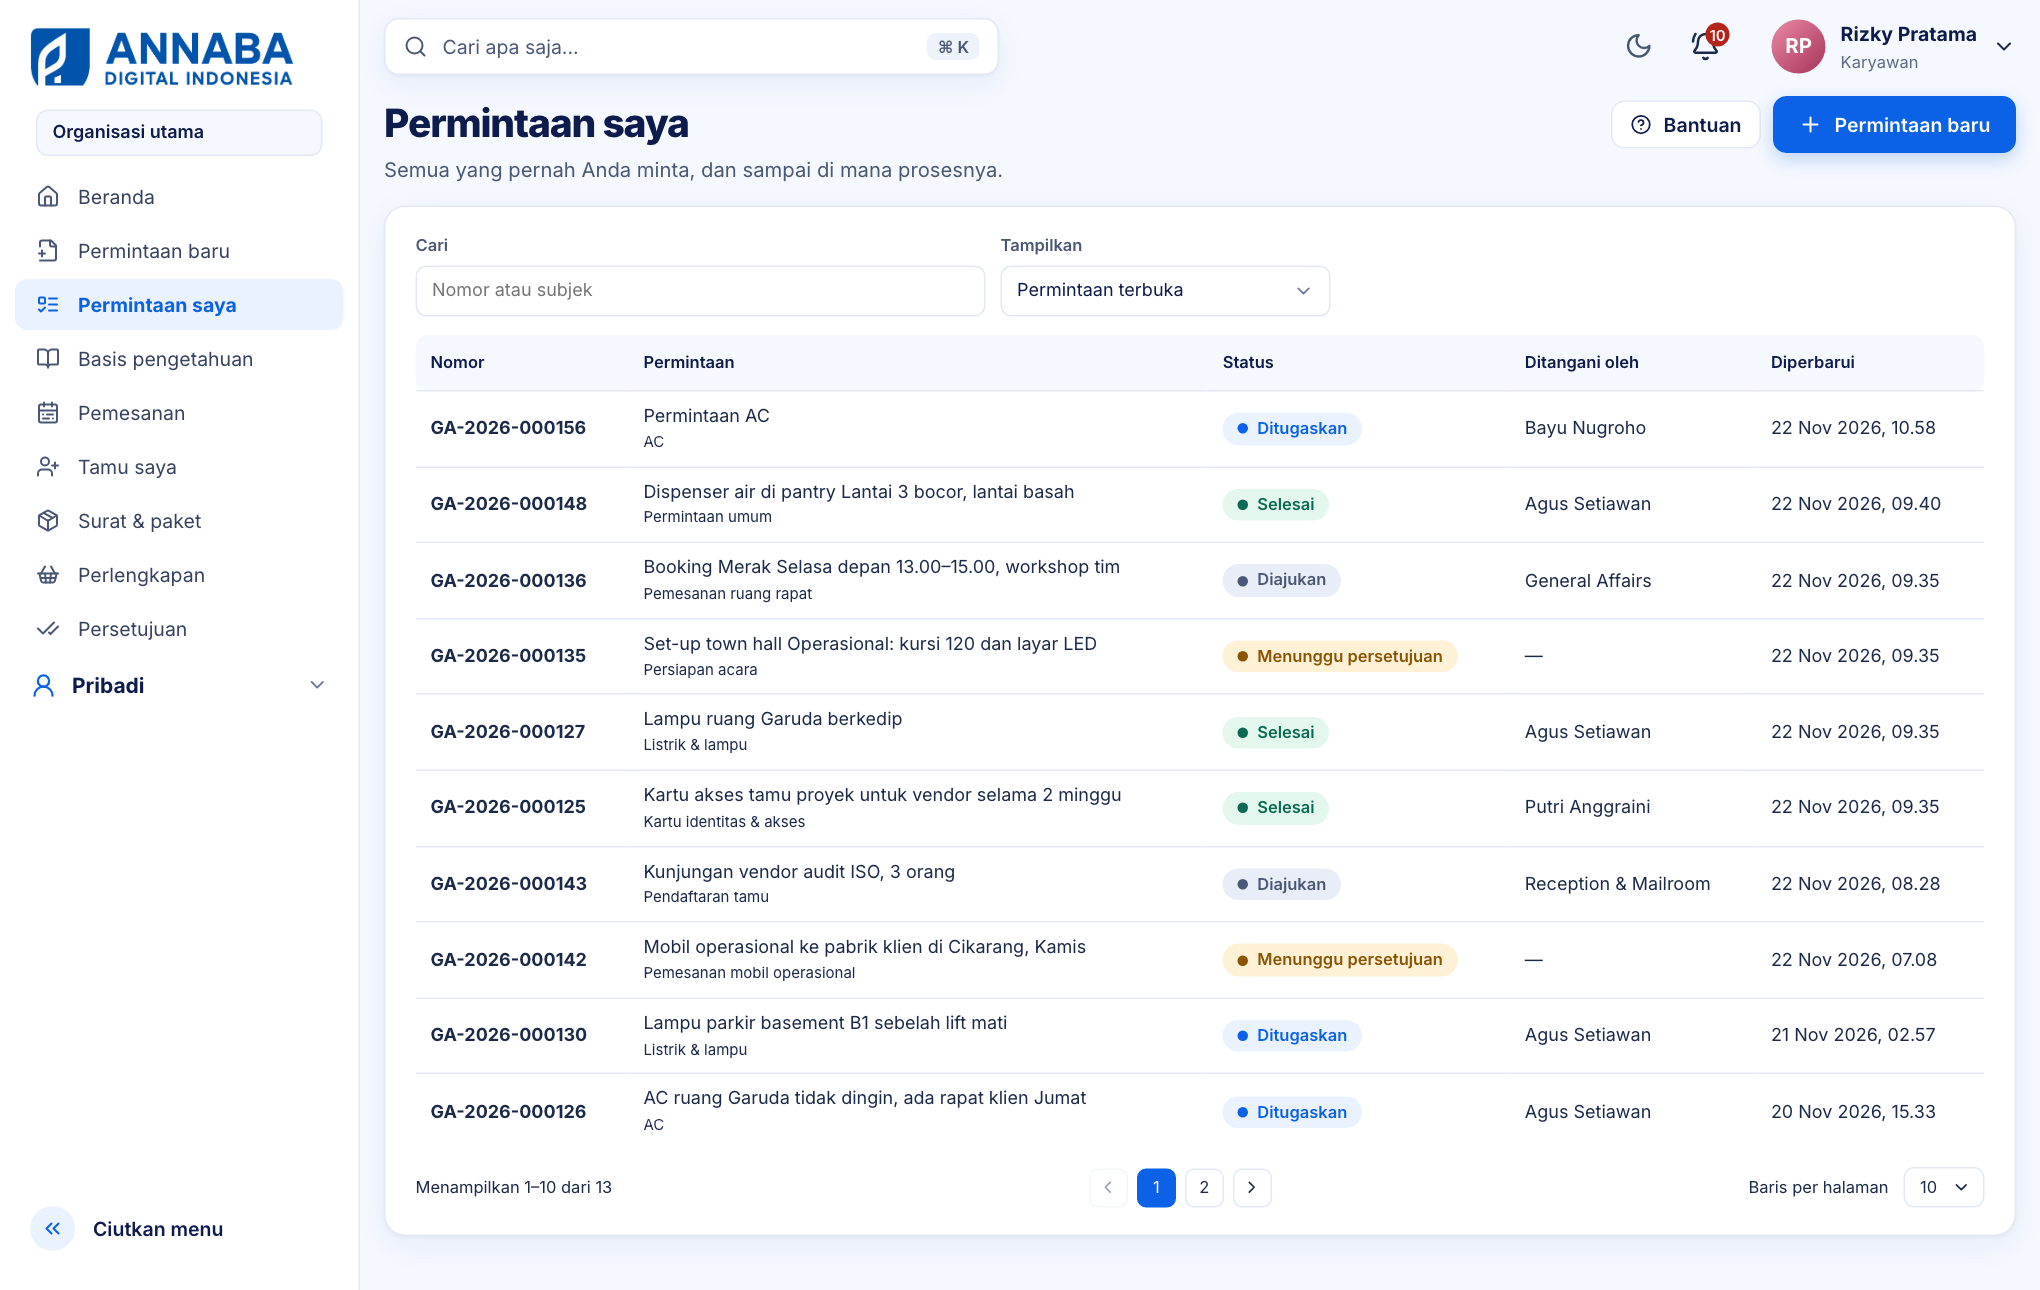 ANNABA
DIGITAL INDONESIA
Organisasi utama
Beranda
Permintaan baru
Permintaan saya
Basis pengetahuan
Pemesanan
Tamu saya
Surat & paket
Perlengkapan
Persetujuan
Pribadi
Ciutkan menu
Cari apa saja...
⌘ K
10
RP
Rizky Pratama
Karyawan
Permintaan saya
Semua yang pernah Anda minta, dan sampai di mana prosesnya.
Bantuan
Permintaan baru
Cari
Tampilkan
Nomor atau subjek
Permintaan terbuka
Nomor Permintaan Status Ditangani oleh Diperbarui
GA-2026-000156 Permintaan AC Ditugaskan Bayu Nugroho 22 Nov 2026, 10.58
AC
GA-2026-000148 Dispenser air di pantry Lantai 3 bocor, lantai basah Selesai Agus Setiawan 22 Nov 2026, 09.40
Permintaan umum
GA-2026-000136 Booking Merak Selasa depan 13.00–15.00, workshop tim Diajukan General Affairs 22 Nov 2026, 09.35
Pemesanan ruang rapat
GA-2026-000135 Set-up town hall Operasional: kursi 120 dan layar LED Menunggu persetujuan — 22 Nov 2026, 09.35
Persiapan acara
GA-2026-000127 Lampu ruang Garuda berkedip Selesai Agus Setiawan 22 Nov 2026, 09.35
Listrik & lampu
GA-2026-000125 Kartu akses tamu proyek untuk vendor selama 2 minggu Selesai Putri Anggraini 22 Nov 2026, 09.35
Kartu identitas & akses
GA-2026-000143 Kunjungan vendor audit ISO, 3 orang Diajukan Reception & Mailroom 22 Nov 2026, 08.28
Pendaftaran tamu
GA-2026-000142 Mobil operasional ke pabrik klien di Cikarang, Kamis Menunggu persetujuan — 22 Nov 2026, 07.08
Pemesanan mobil operasional
GA-2026-000130 Lampu parkir basement B1 sebelah lift mati Ditugaskan Agus Setiawan 21 Nov 2026, 02.57
Listrik & lampu
GA-2026-000126 AC ruang Garuda tidak dingin, ada rapat klien Jumat Ditugaskan Agus Setiawan 20 Nov 2026, 15.33
AC
Menampilkan 1–10 dari 13
1 2
Baris per halaman 10